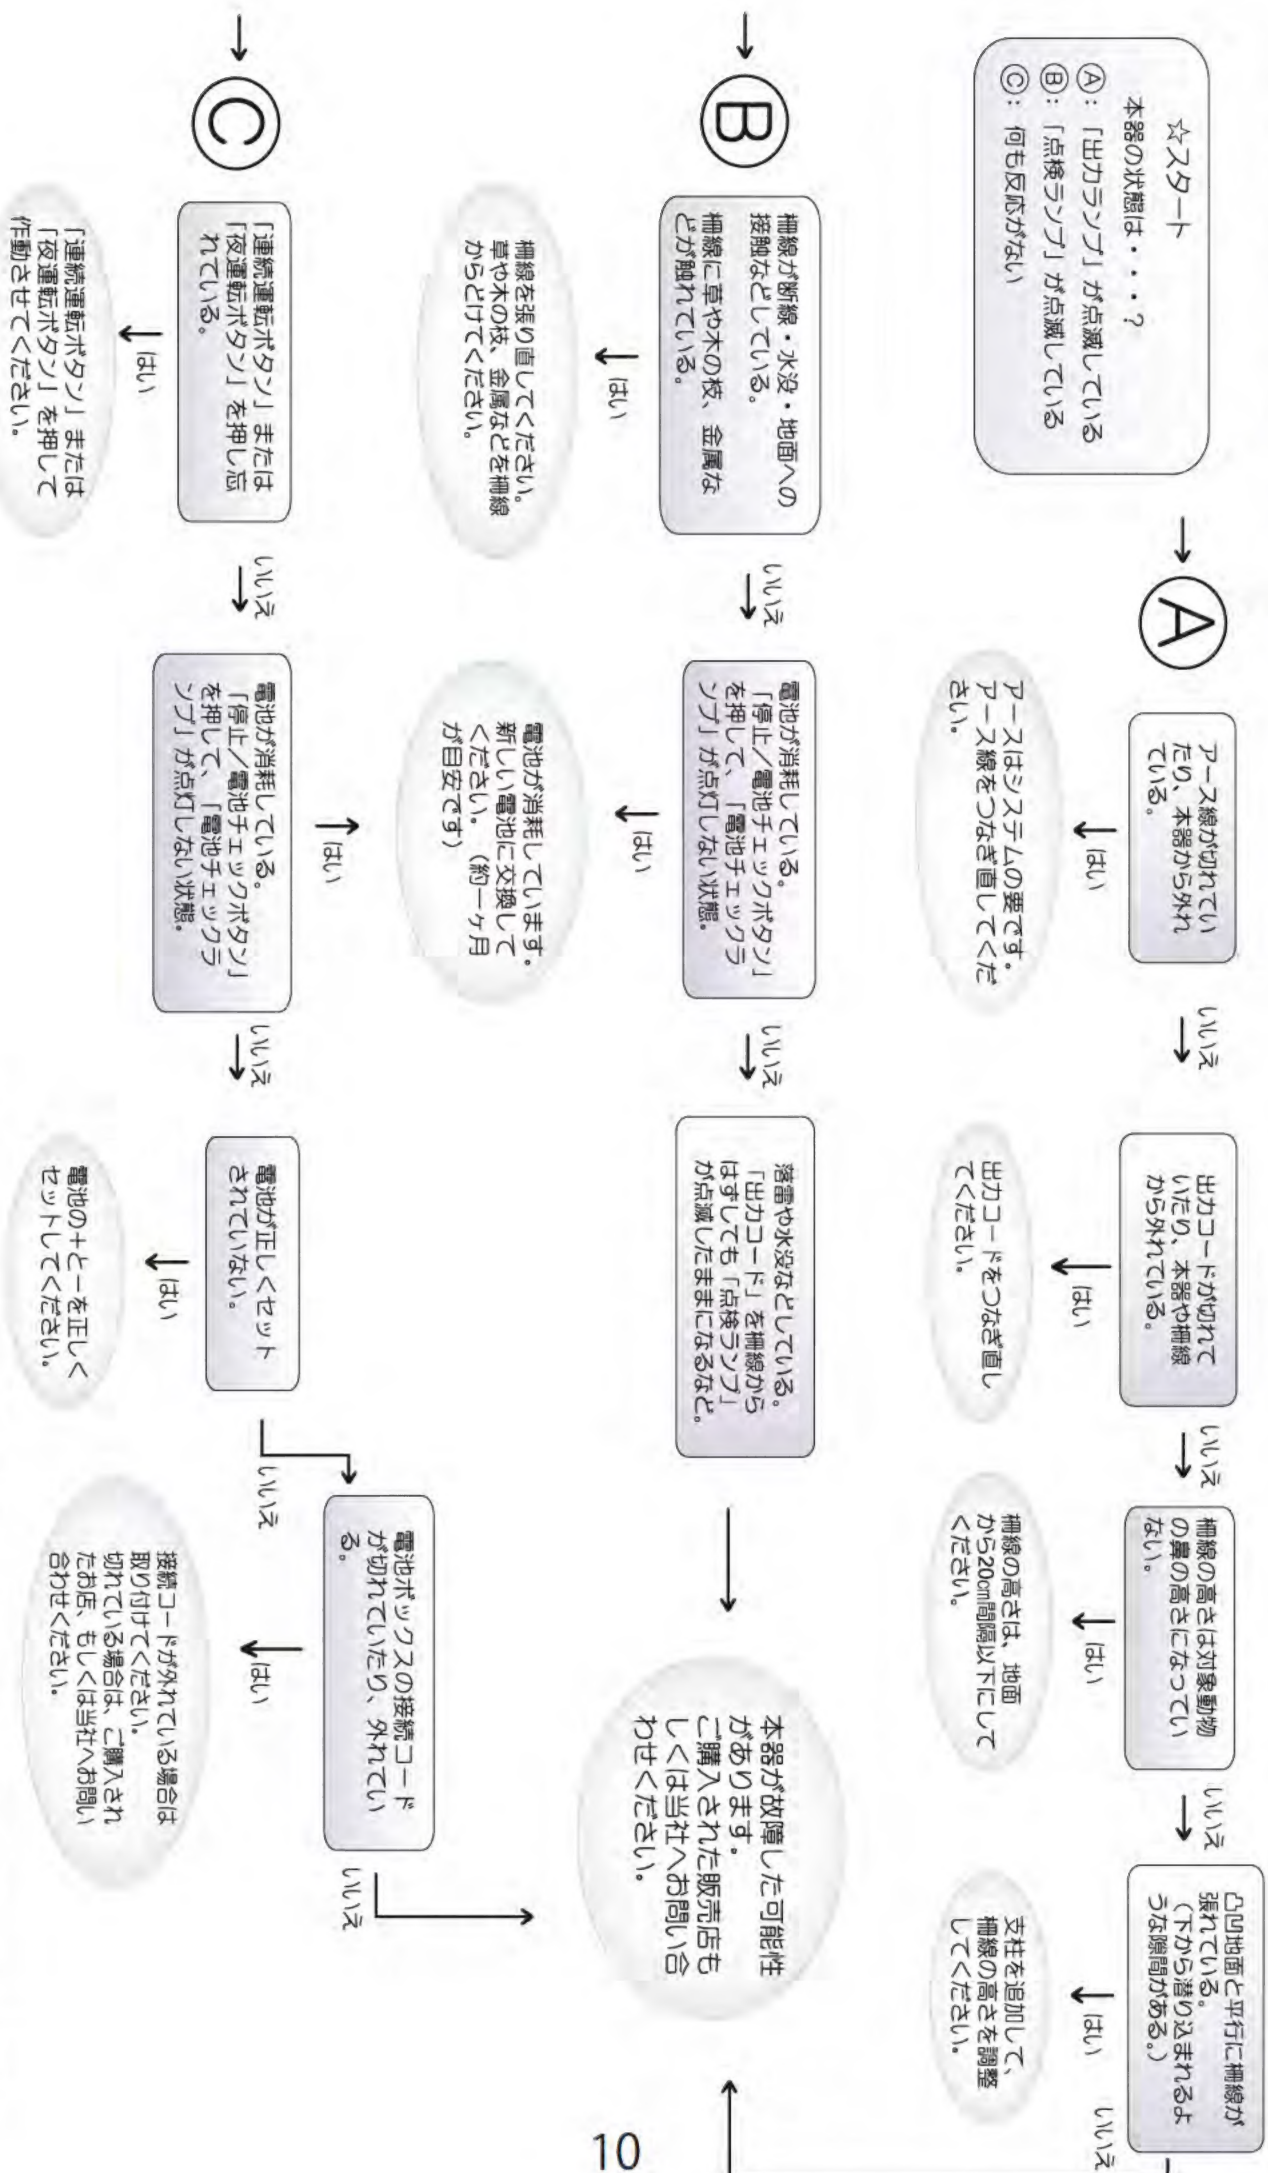 ☆スタート
本器の状態は・・・?
Ⓐ:「出力ランプ」が点滅している
Ⓑ:「点検ランプ」が点滅している
Ⓒ:何も反応がない
A
アース線が切れてい
たり、本器から外れ
ている。
はい
アースはシステムの要です。
アース線をつなぎ直してくだ
さい。
いいえ
出力コードが切れて
いたり、本器や柵線
から外れている。
はい
出力コードをつなぎ直し
てください。
いいえ
柵線の高さは対象動物
の鼻の高さになってい
ない。
はい
柵線の高さは、地面
から20cm間隔以下にして
ください。
いいえ
凸凹地面と平行に柵線が
張れている。
(下から潜り込まれるよ
うな隙間がある。)
はい
支柱を追加して、
柵線の高さを調整
してください。
いいえ
B
柵線が断線・水没・地面への
接触などしている。
柵線に草や木の枝、金属な
どが触れている。
はい
柵線を張り直してください。
草や木の枝、金属などを柵線
からどけてください。
いいえ
電池が消耗している。
「停止/電池チェックボタン」
を押して、「電池チェックラ
ンプ」が点灯しない状態。
はい
電池が消耗しています。
新しい電池に交換して
ください。(約一ヶ月
が目安です)
いいえ
落雷や水没などしている。
「出力コード」を柵線から
はずしても「点検ランプ」
が点滅したままになるなど。
本器が故障した可能性
があります。
ご購入された販売店も
しくは当社へお問い合
わせください。
C
「連続運転ボタン」または
「夜運転ボタン」を押し忘
れている。
はい
「連続運転ボタン」または
「夜運転ボタン」を押して
作動させてください。
いいえ
電池が消耗している。
「停止/電池チェックボタン」
を押して、「電池チェックラ
ンプ」が点灯しない状態。
はい
いいえ
電池が正しくセット
されていない。
はい
電池の+と-を正しく
セットしてください。
いいえ
電池ボックスの接続コード
が切れていたり、外れてい
る。
はい
接続コードが外れている場合は
取り付けてください。
切れている場合は、ご購入され
たお店、もしくは当社へお問い
合わせください。
いいえ
10